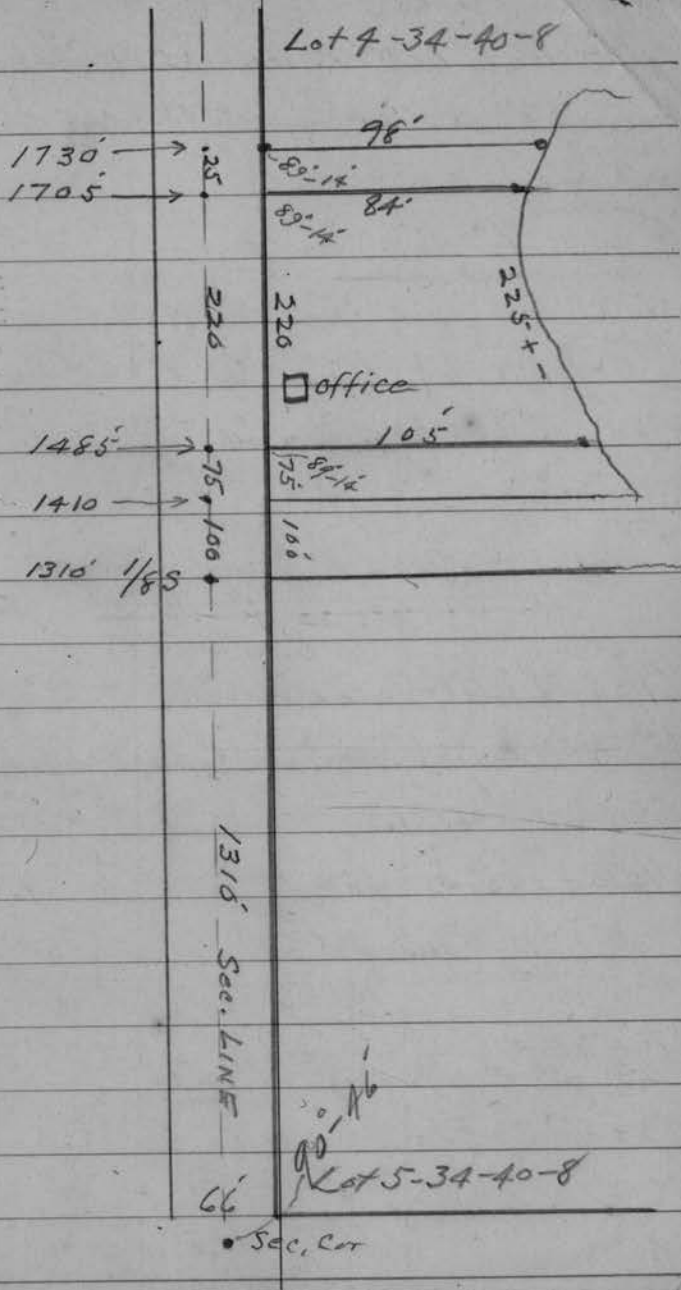 Lot 4-34-40-8
98'
1730'
.25
89°-14'
1705'
84'
89°-14'
220
220
225 + -
office
1485'
105'
75
75'
89°-14'
1410
100
100'
1310' 1/8 S
1310' Sec. LINE
90°-46'
Lot 5-34-40-8
66'
Sec. Cor